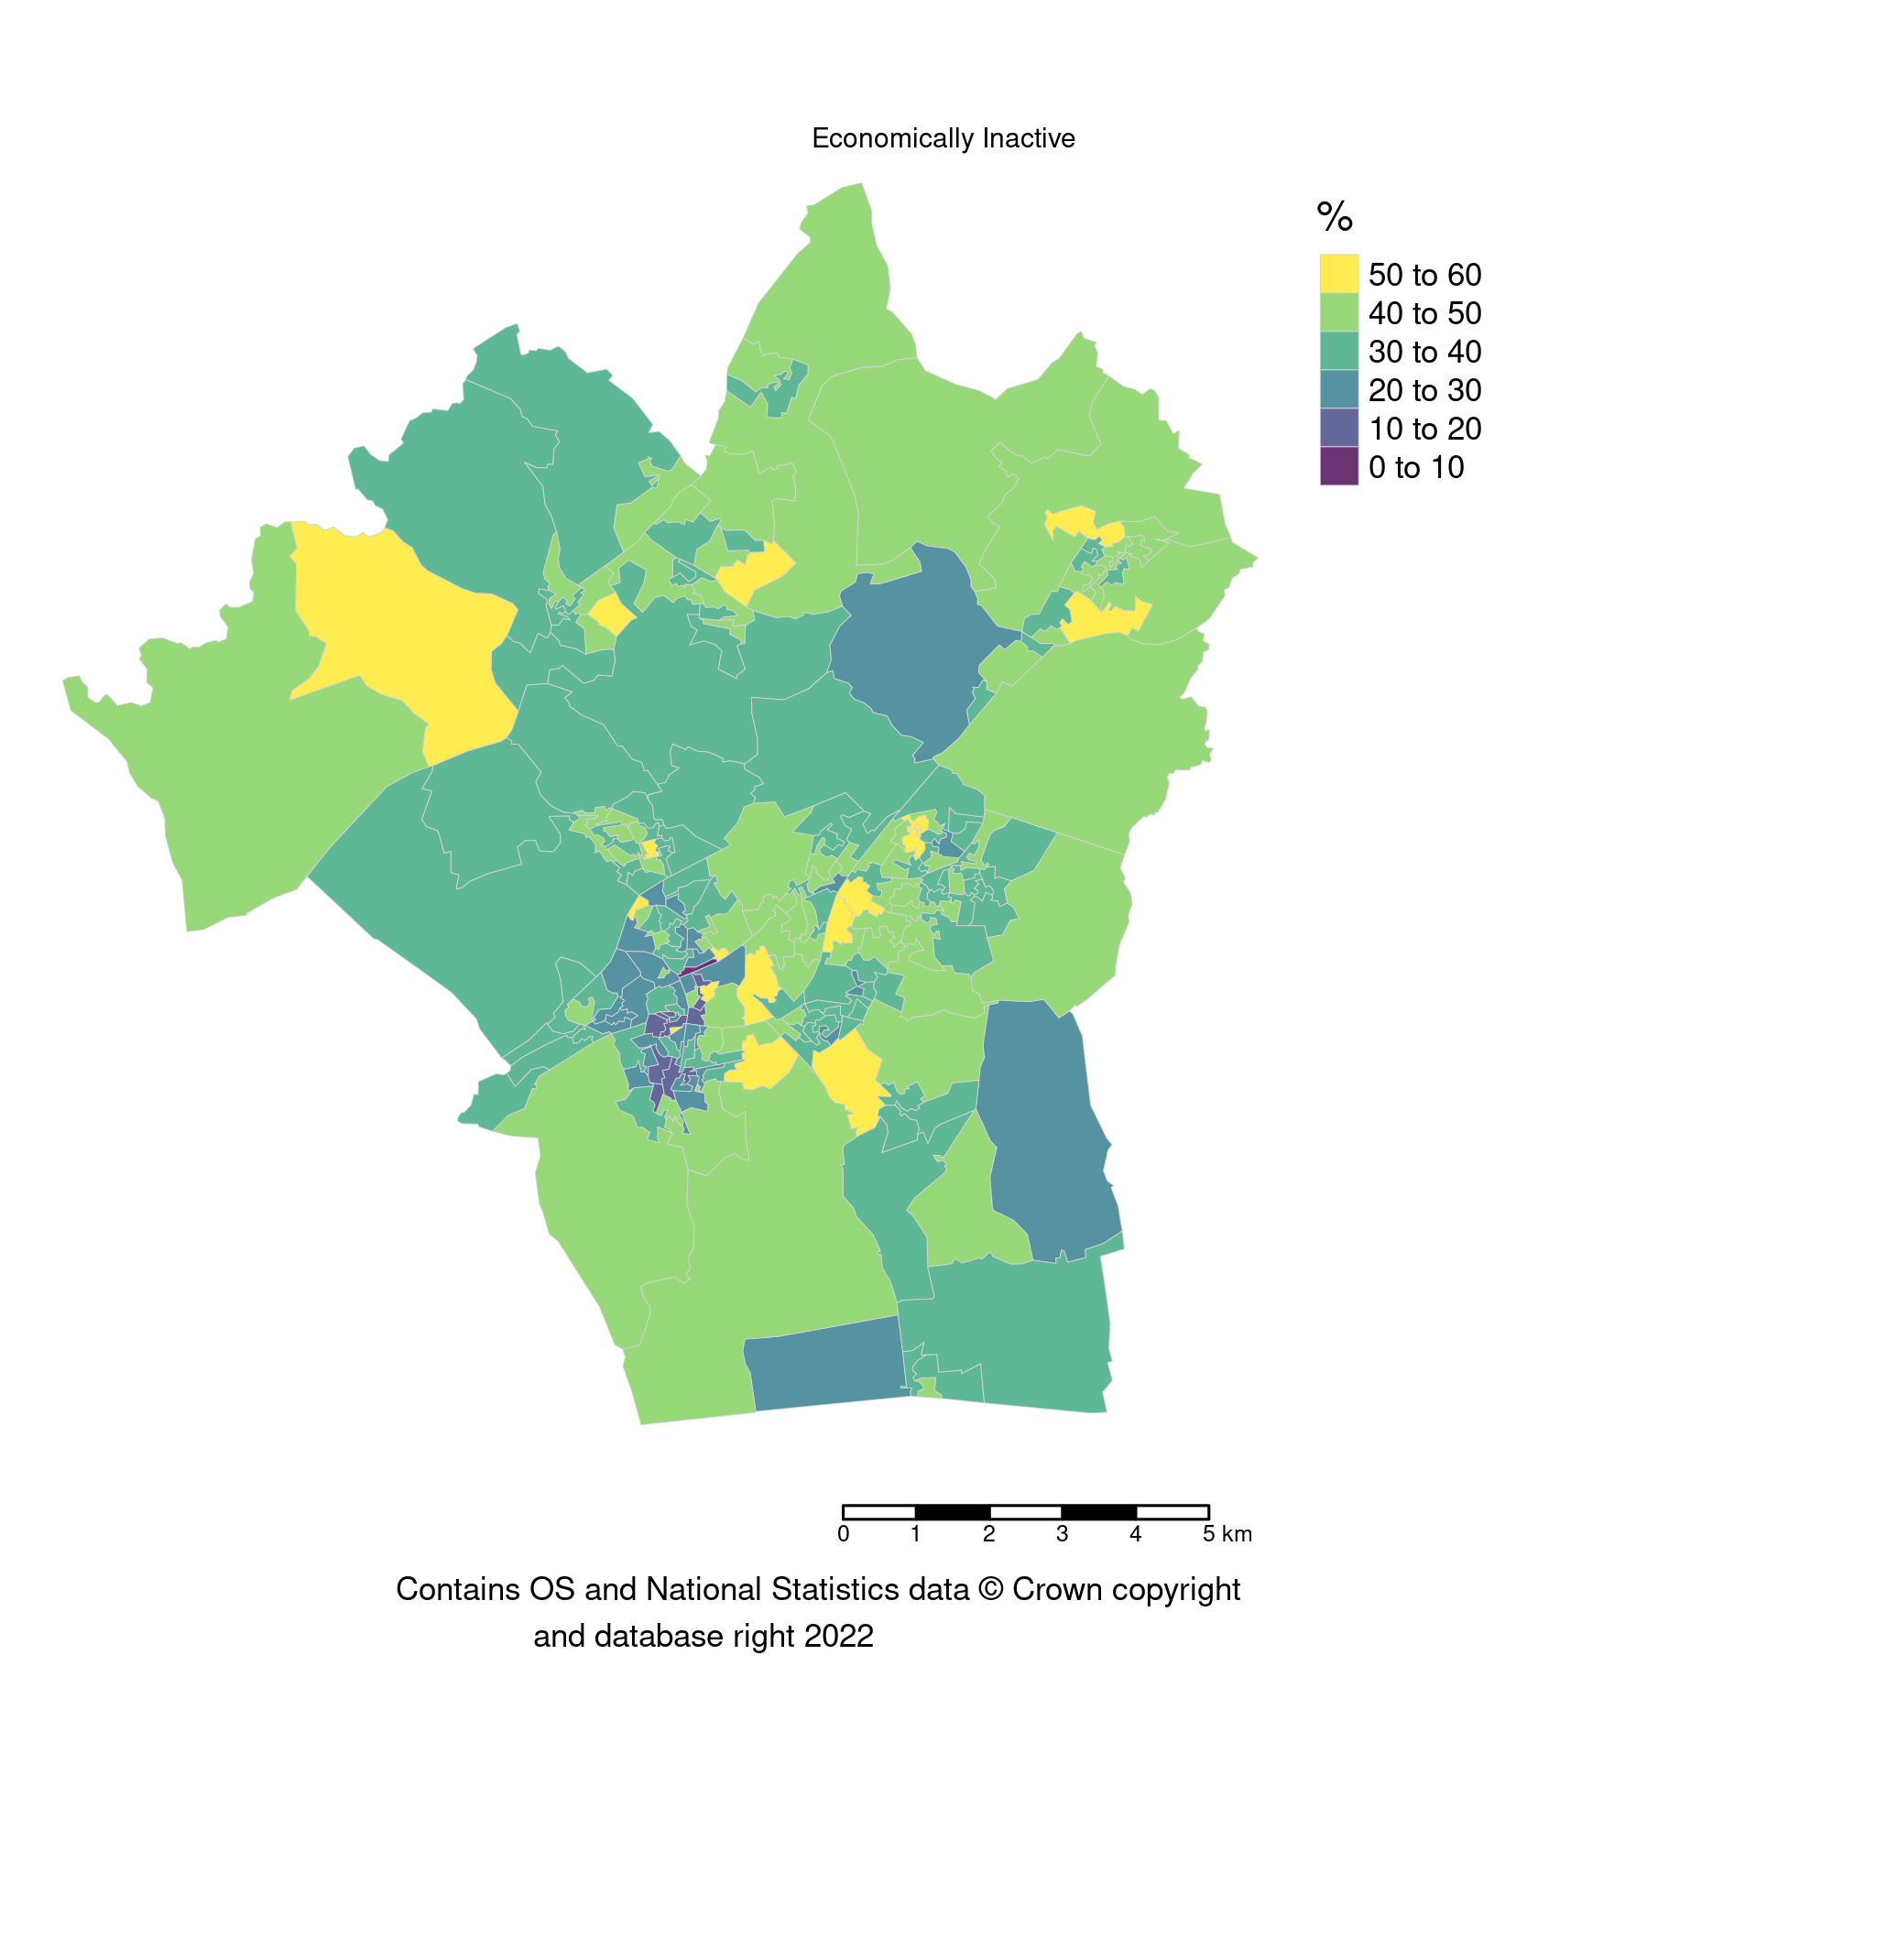 Economically Inactive
%
50 to 60
40 to 50
30 to 40
20 to 30
10 to 20
0 to 10
0 1 2 3 4 5 km
Contains OS and National Statistics data © Crown copyright
and database right 2022